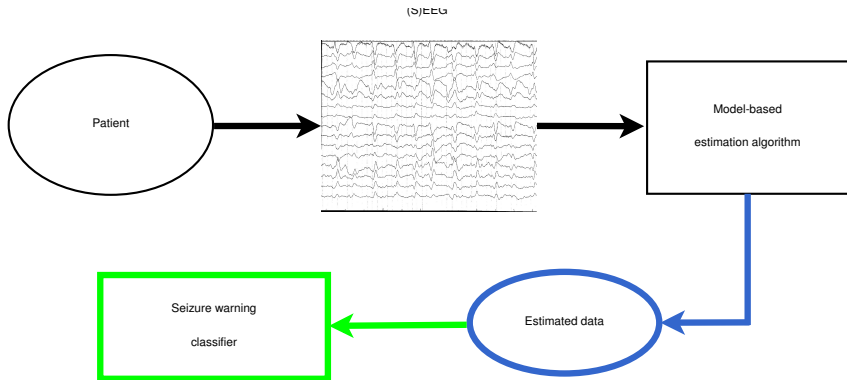 (S)EEG
Patient
Model-based
estimation algorithm
Seizure warning
classifier
Estimated data